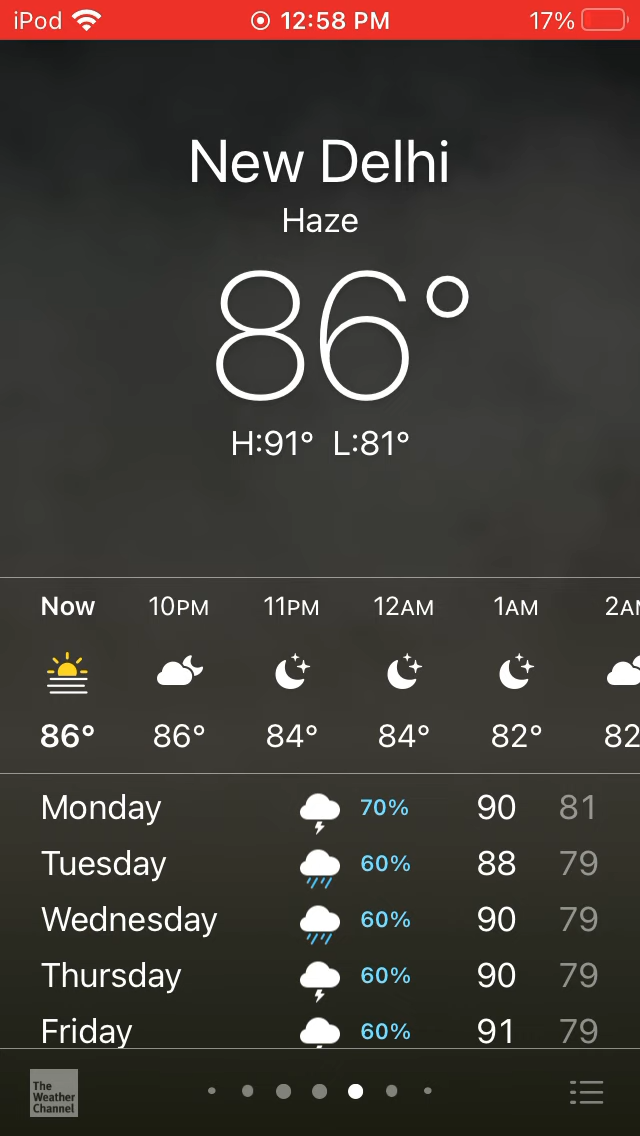 iPod 12:58 PM 17%
New Delhi
Haze
86°
H:91° L:81°
Now 10PM 11PM 12AM 1AM 2AM
86° 86° 84° 84° 82° 82
Monday 70% 90 81
Tuesday 60% 88 79
Wednesday 60% 90 79
Thursday 60% 90 79
Friday 60% 91 79
The
Weather
Channel